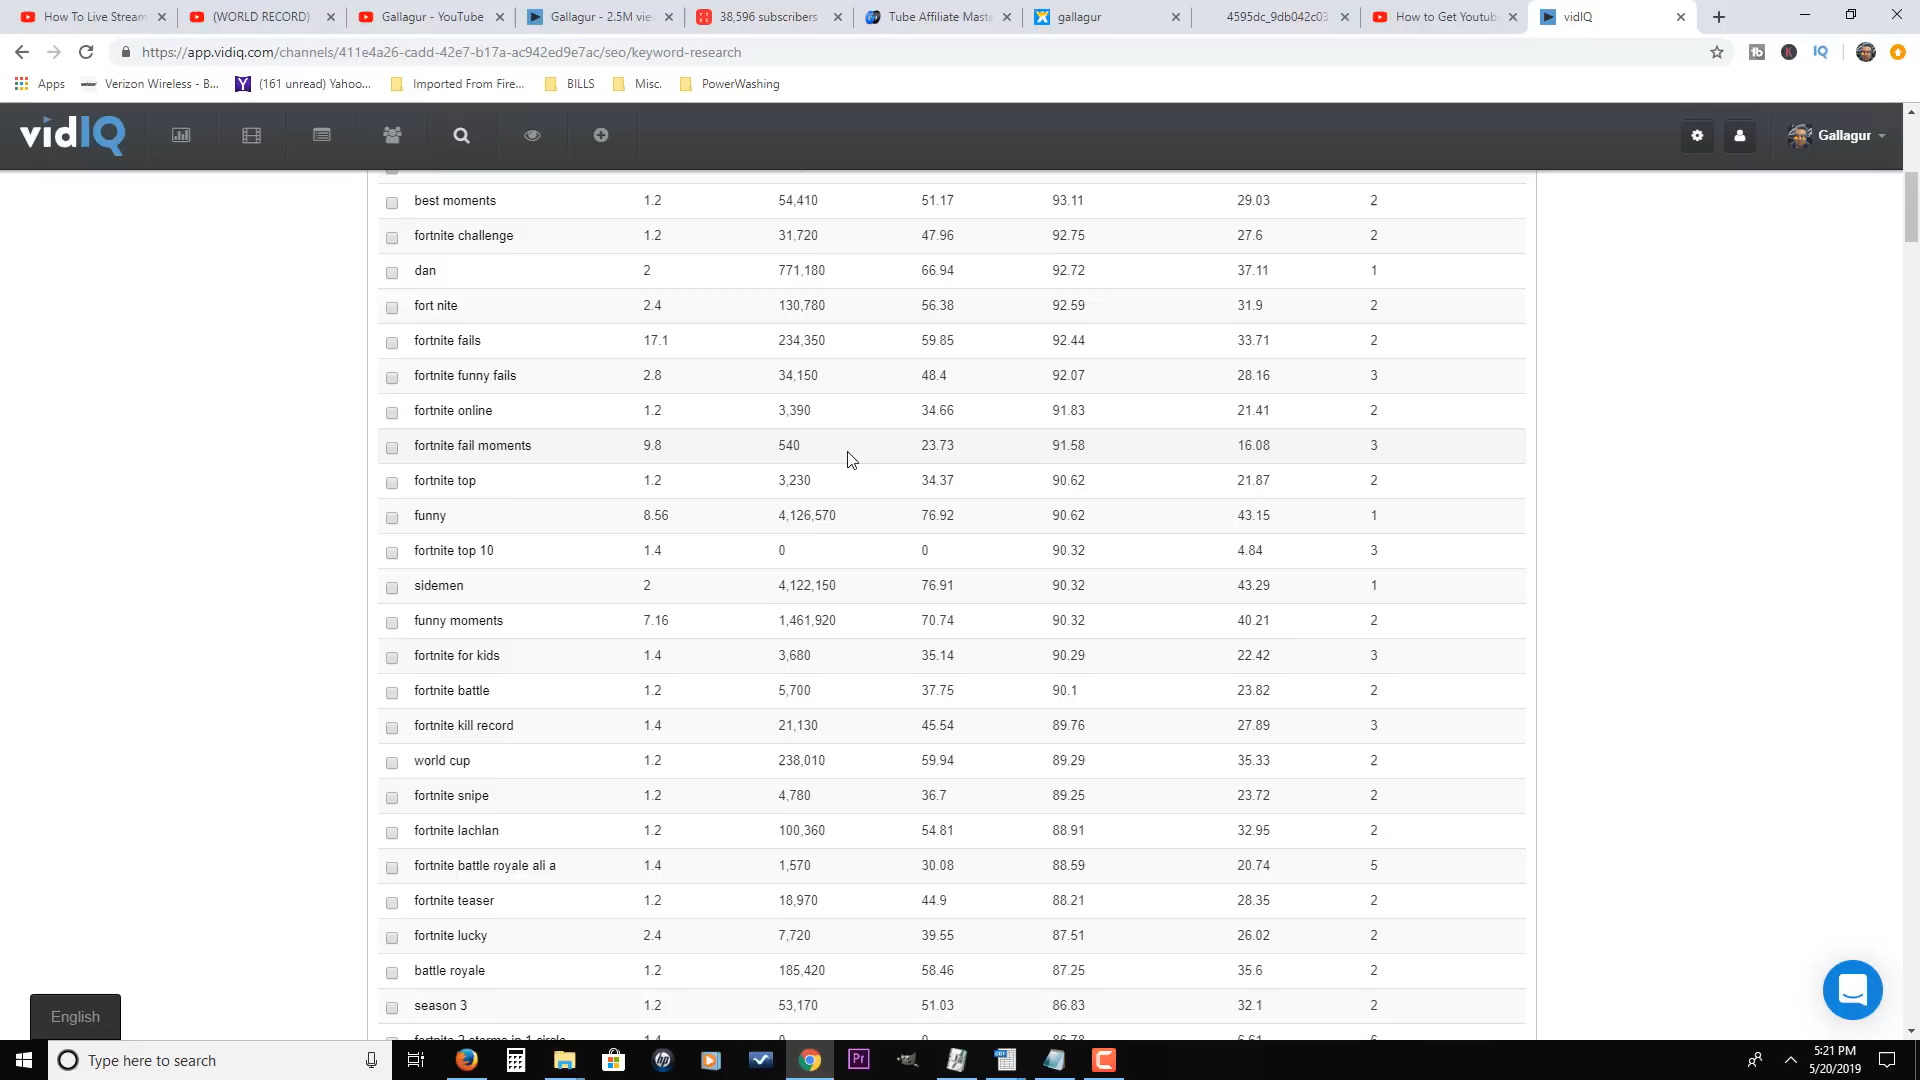 How To Live Stream
(WORLD RECORD)
Gallagur - YouTube
Gallagur - 2.5M vie
38,596 subscribers
Tube Affiliate Maste
gallagur
4595dc_9db042c03
How to Get Youtub
vidIQ
https://app.vidiq.com/channels/411e4a26-cadd-42e7-b17a-ac942ed9e7ac/seo/keyword-research
tb K IQ
Apps Verizon Wireless - B... (161 unread) Yahoo... Imported From Fire... BILLS Misc. PowerWashing
vidIQ Gallagur
best moments 1.2 54,410 51.17 93.11 29.03 2
fortnite challenge 1.2 31,720 47.96 92.75 27.6 2
dan 2 771,180 66.94 92.72 37.11 1
fort nite 2.4 130,780 56.38 92.59 31.9 2
fortnite fails 17.1 234,350 59.85 92.44 33.71 2
fortnite funny fails 2.8 34,150 48.4 92.07 28.16 3
fortnite online 1.2 3,390 34.66 91.83 21.41 2
fortnite fail moments 9.8 540 23.73 91.58 16.08 3
fortnite top 1.2 3,230 34.37 90.62 21.87 2
funny 8.56 4,126,570 76.92 90.62 43.15 1
fortnite top 10 1.4 0 0 90.32 4.84 3
sidemen 2 4,122,150 76.91 90.32 43.29 1
funny moments 7.16 1,461,920 70.74 90.32 40.21 2
fortnite for kids 1.4 3,680 35.14 90.29 22.42 3
fortnite battle 1.2 5,700 37.75 90.1 23.82 2
fortnite kill record 1.4 21,130 45.54 89.76 27.89 3
world cup 1.2 238,010 59.94 89.29 35.33 2
fortnite snipe 1.2 4,780 36.7 89.25 23.72 2
fortnite lachlan 1.2 100,360 54.81 88.91 32.95 2
fortnite battle royale ali a 1.4 1,570 30.08 88.59 20.74 5
fortnite teaser 1.2 18,970 44.9 88.21 28.35 2
fortnite lucky 2.4 7,720 39.55 87.51 26.02 2
battle royale 1.2 185,420 58.46 87.25 35.6 2
season 3 1.2 53,170 51.03 86.83 32.1 2
fortnite 2 storms in 1 circle 1.4 0 0 86.78 6.61 6
English
Type here to search
Pr
5:21 PM
5/20/2019